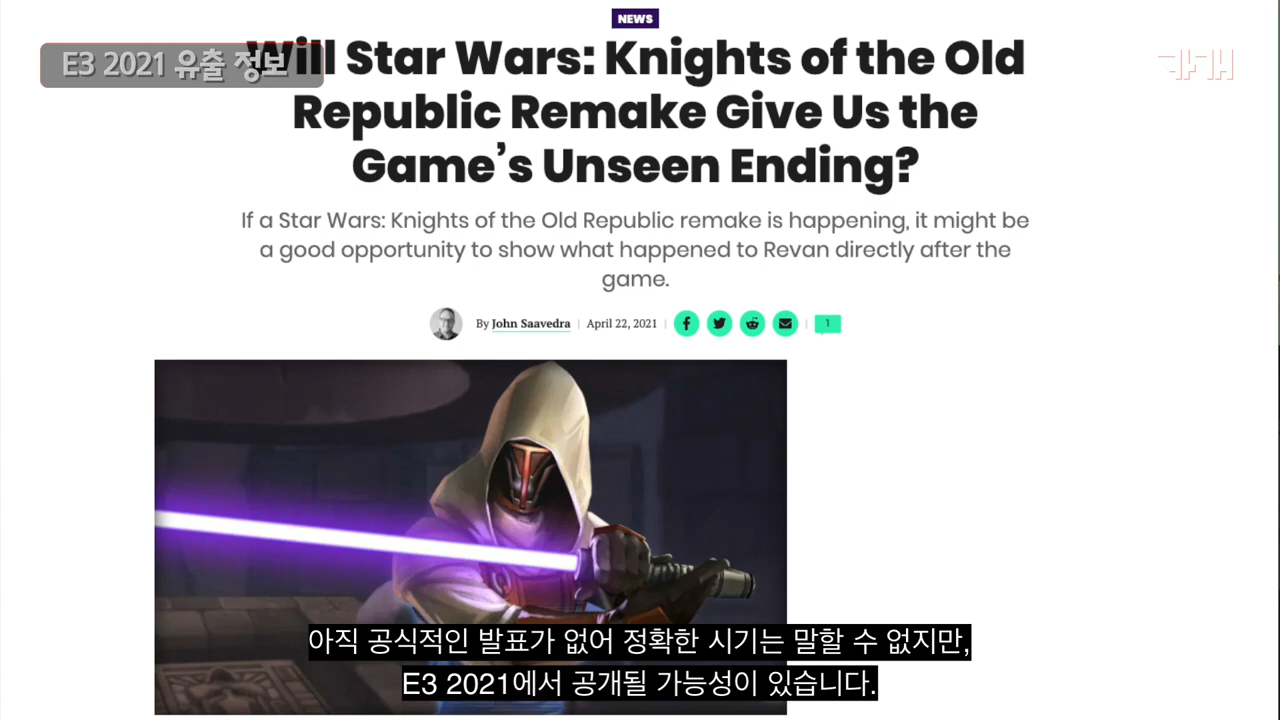 NEWS
E3 2021 유출 정보
Will Star Wars: Knights of the Old
Republic Remake Give Us the
Game's Unseen Ending?
If a Star Wars: Knights of the Old Republic remake is happening, it might be
a good opportunity to show what happened to Revan directly after the
game.
By John Saavedra | April 22, 2021 | | 1
아직 공식적인 발표가 없어 정확한 시기는 말할 수 없지만,
E3 2021에서 공개될 가능성이 있습니다.